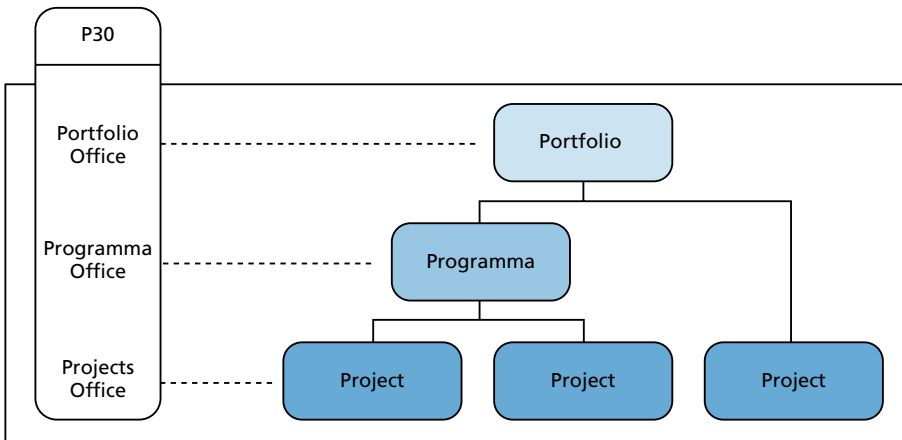 P30
Portfolio
Office
Portfolio
Programma
Office
Programma
Projects
Office
Project
Project
Project